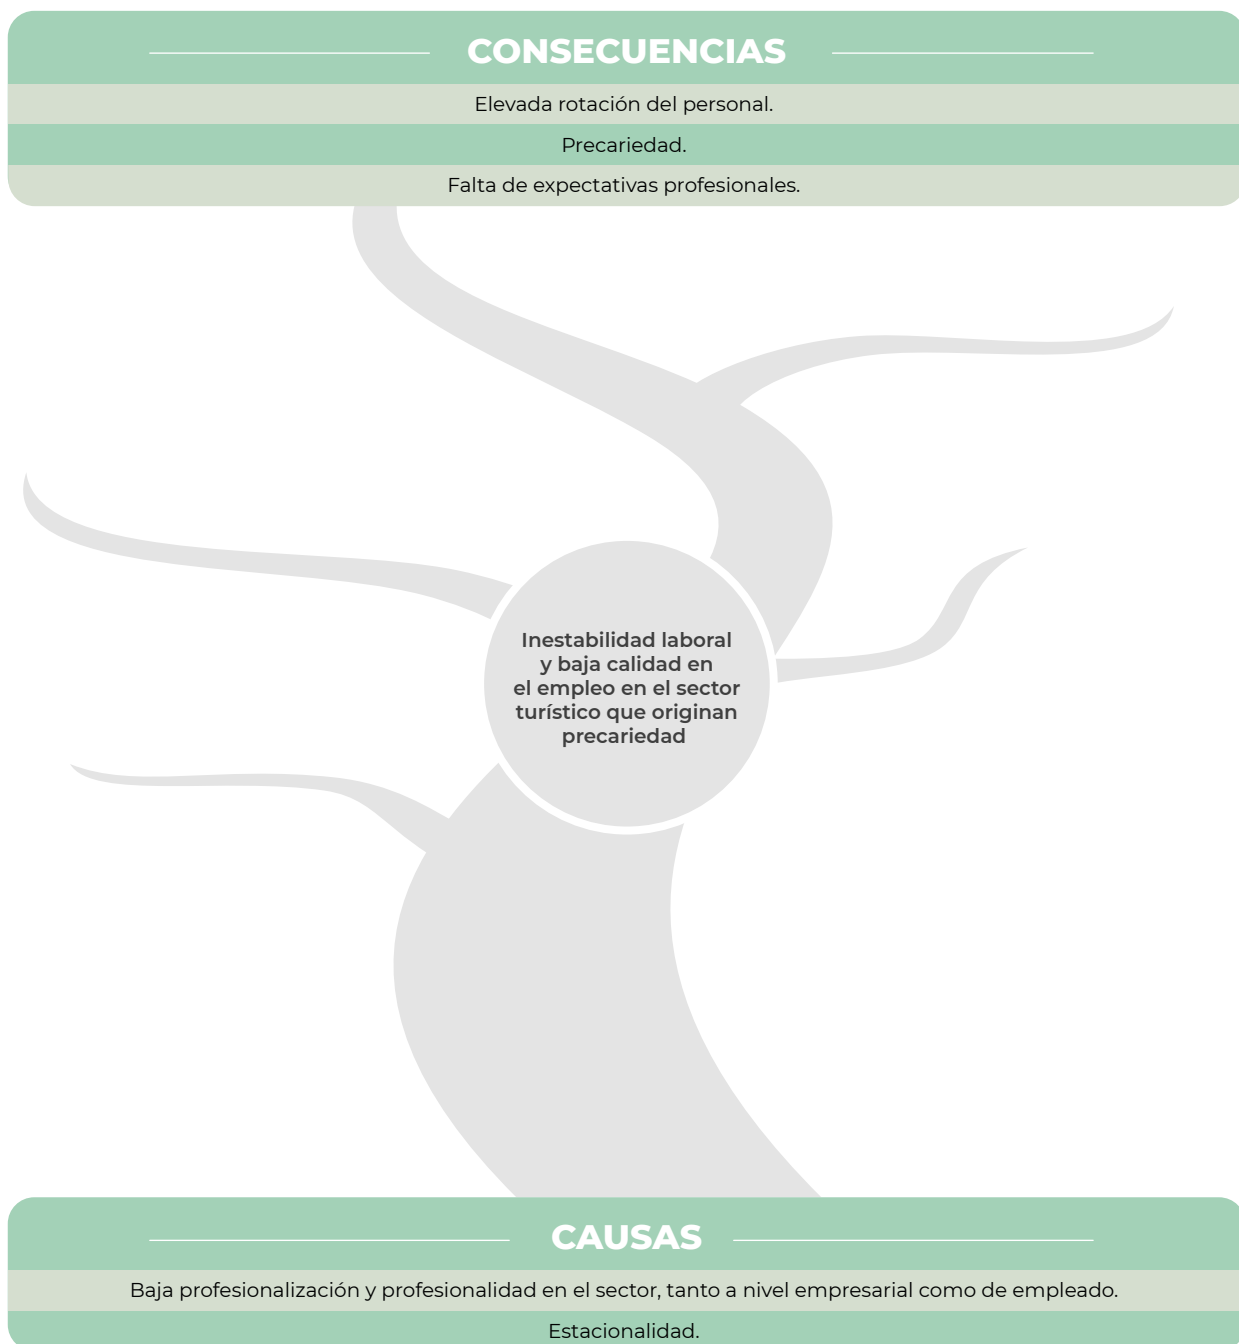 CONSECUENCIAS
Elevada rotación del personal.
Precariedad.
Falta de expectativas profesionales.
Inestabilidad laboral
y baja calidad en
el empleo en el sector
turístico que originan
precariedad
CAUSAS
Baja profesionalización y profesionalidad en el sector, tanto a nivel empresarial como de empleado.
Estacionalidad.